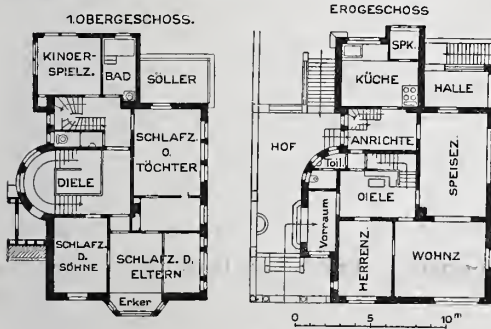 1.OBERGESCHOSS.
KINDER-
SPIELZ.
BAD
SÖLLER
SCHLAFZ.
D.
TÖCHTER
DIELE
SCHLAFZ.
D.
SÖHNE
SCHLAFZ. D.
ELTERN
Erker
ERDGESCHOSS
SPK.
KÜCHE
HALLE
HOF
ANRICHTE
Toil.
SPEISEZ.
DIELE
Vorraum
HERRENZ.
WOHNZ
0 5 10 m